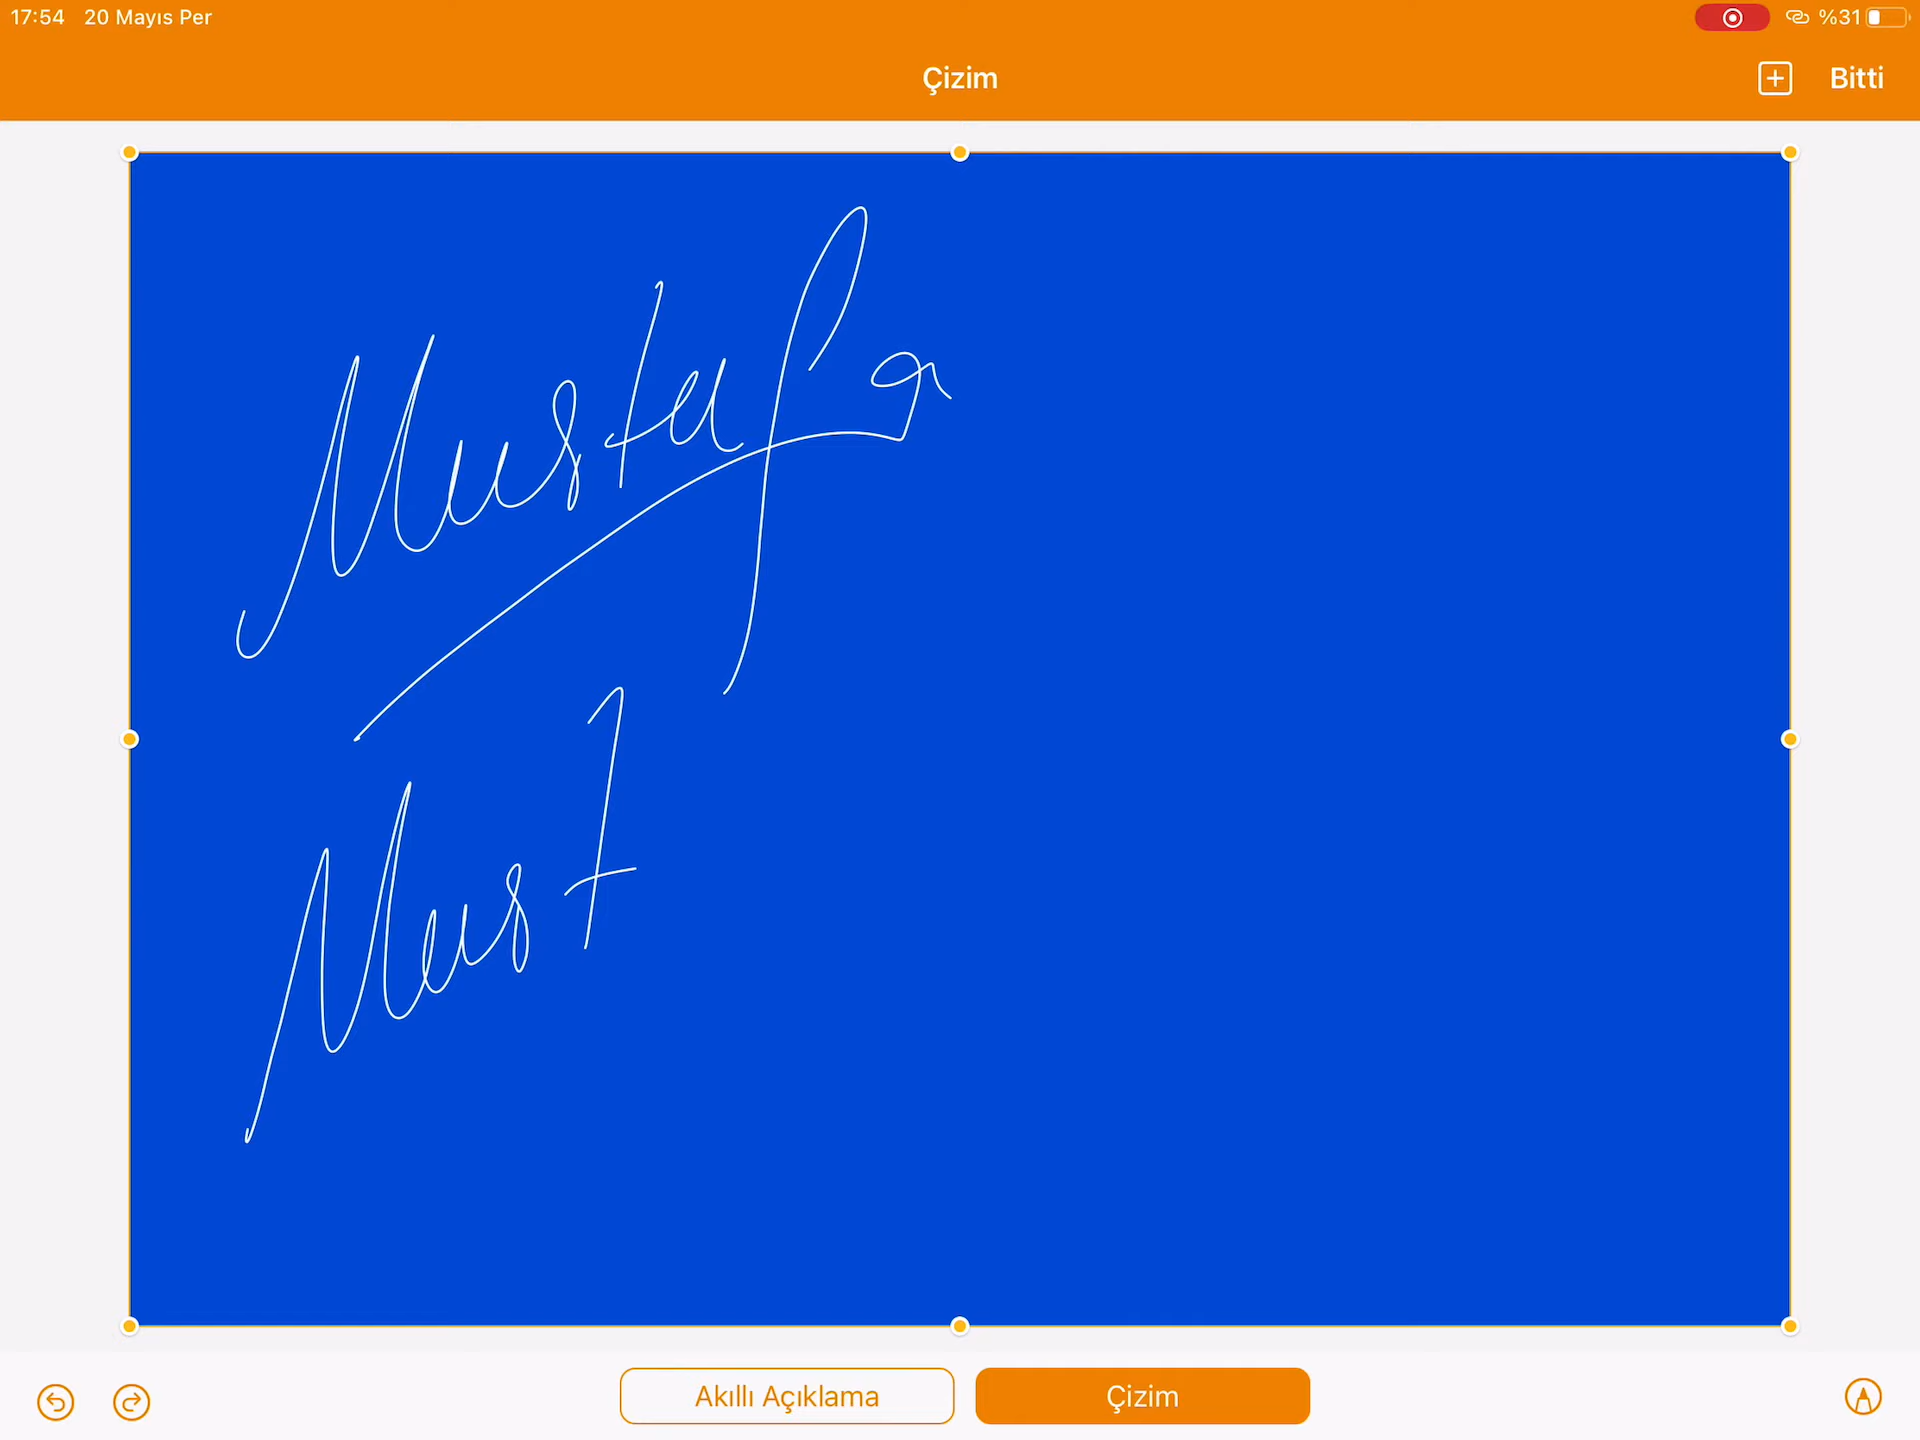 17:54 20 Mayıs Per %31
Çizim Bitti
Mustafa
Must
Akıllı Açıklama Çizim